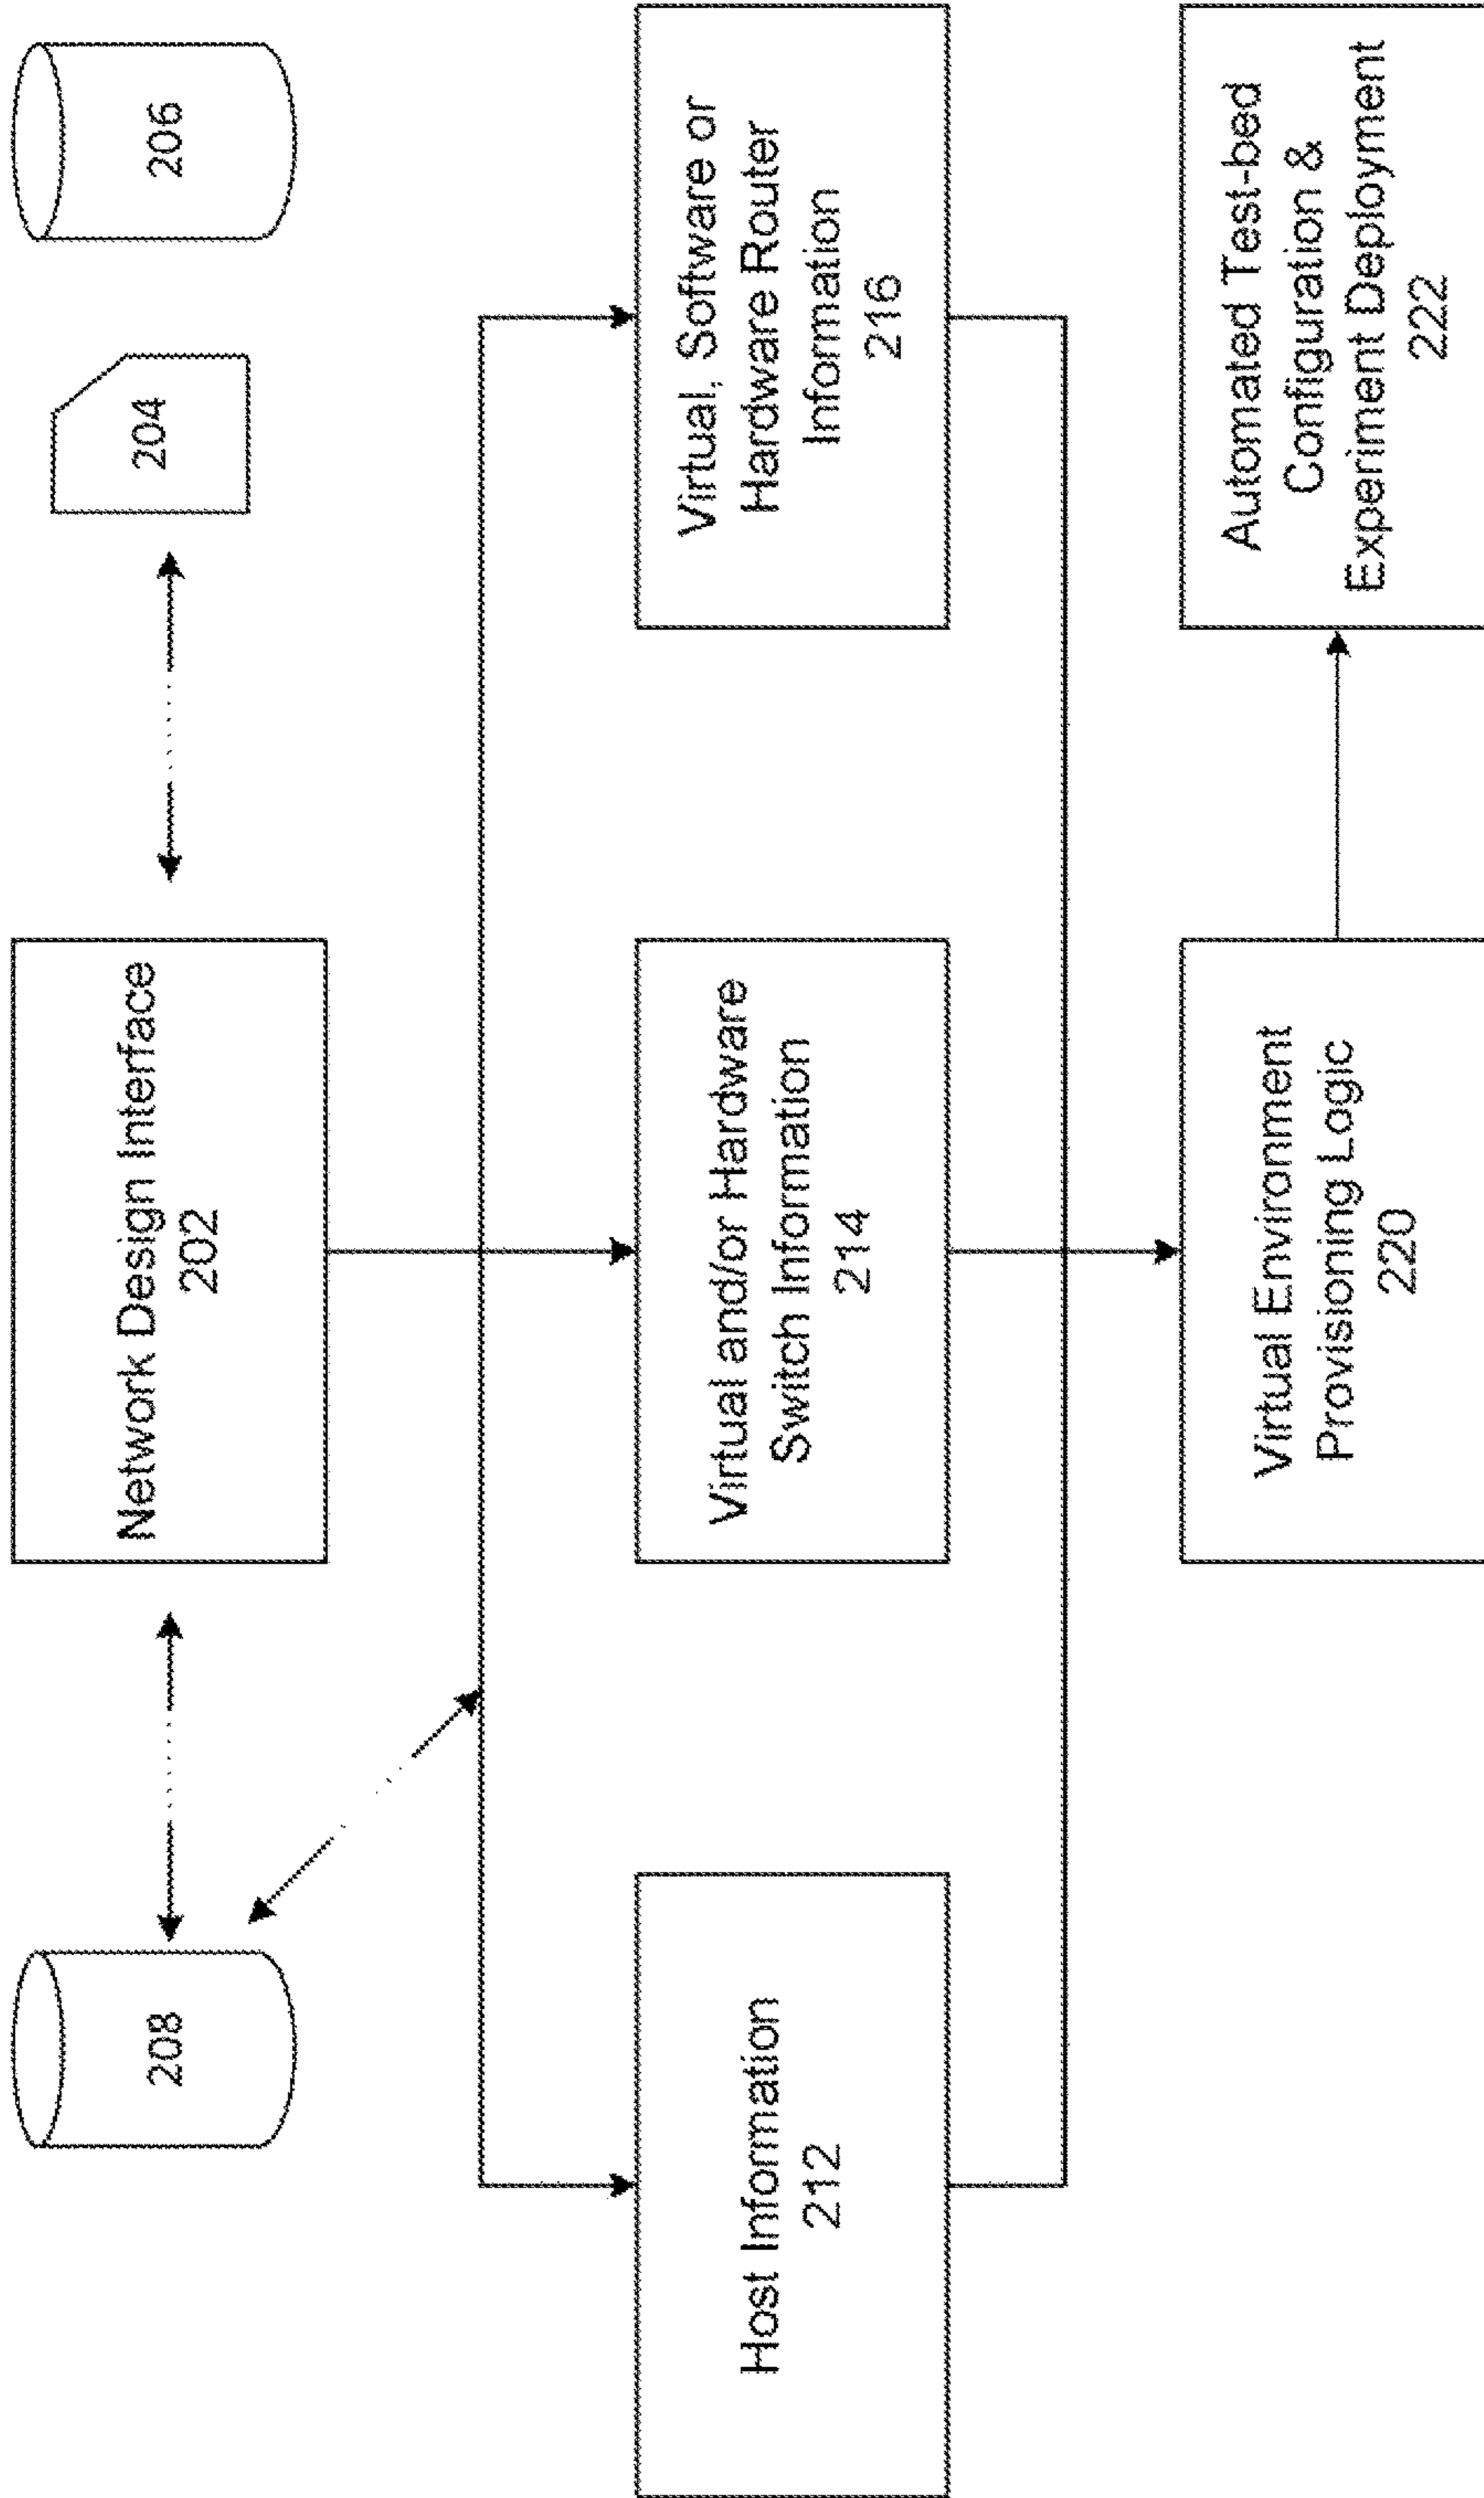 208
Network Design Interface
202
204
206
Host Information
212
Virtual and/or Hardware
Switch Information
214
Virtual, Software or
Hardware Router
Information
216
Virtual Environment
Provisioning Logic
220
Automated Test-bed
Configuration &
Experiment Deployment
222